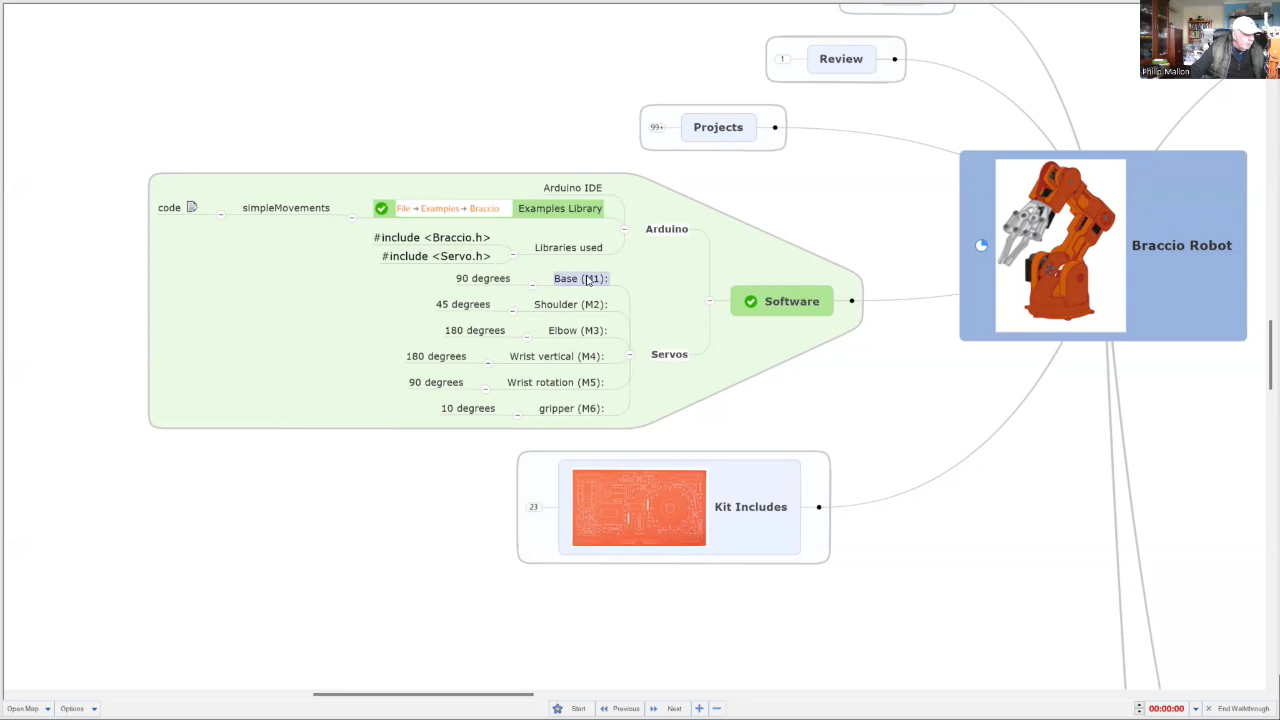 Philip Mallon
1 Review
99+ Projects
Arduino IDE
code simpleMovements File → Examples → Braccio Examples Library
Arduino
#include <Braccio.h>
Libraries used
#include <Servo.h>
90 degrees Base (M1):
45 degrees Shoulder (M2):
180 degrees Elbow (M3):
180 degrees Wrist vertical (M4):
90 degrees Wrist rotation (M5):
10 degrees gripper (M6):
Servos
Software
Braccio Robot
23 Kit Includes
Open Map Options Start Previous Next 00:00:00 End Walkthrough